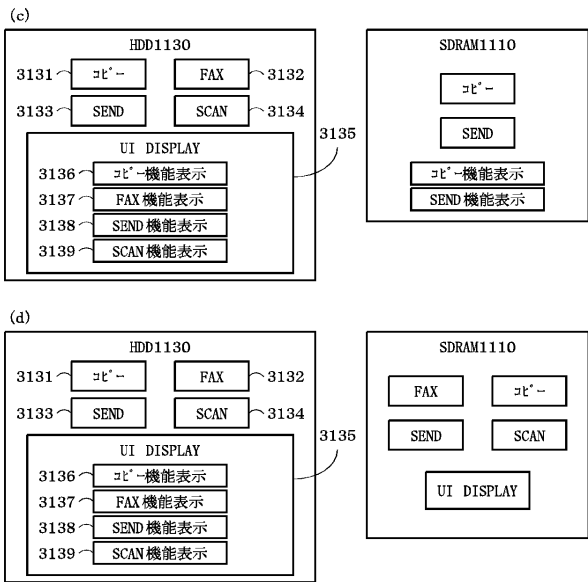 (c)
HDD1130
3131 コピー FAX 3132
3133 SEND SCAN 3134
UI DISPLAY 3135
3136 コピー機能表示
3137 FAX機能表示
3138 SEND機能表示
3139 SCAN機能表示
SDRAM1110
コピー
SEND
コピー機能表示
SEND機能表示
(d)
HDD1130
3131 コピー FAX 3132
3133 SEND SCAN 3134
UI DISPLAY 3135
3136 コピー機能表示
3137 FAX機能表示
3138 SEND機能表示
3139 SCAN機能表示
SDRAM1110
FAX コピー
SEND SCAN
UI DISPLAY